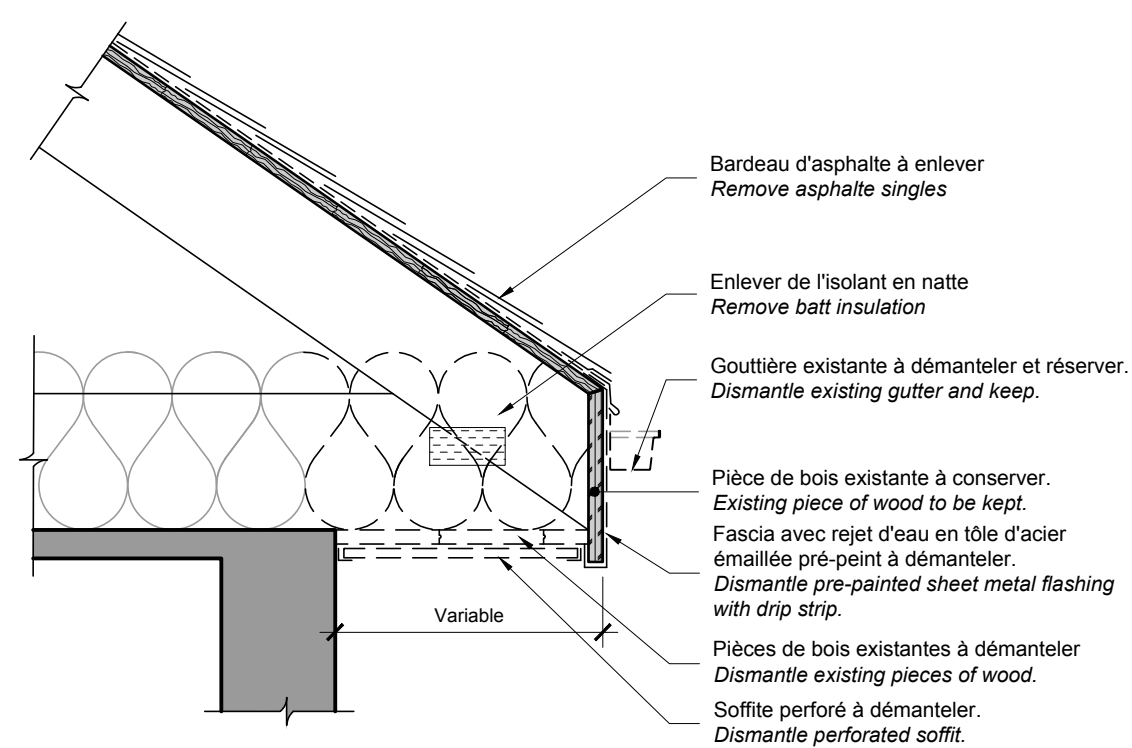 Bardeau d'asphalte à enlever
Remove asphalte singles
Enlever de l'isolant en natte
Remove batt insulation
Gouttière existante à démanteler et réserver.
Dismantle existing gutter and keep.
Pièce de bois existante à conserver.
Existing piece of wood to be kept.
Fascia avec rejet d'eau en tôle d'acier
émaillée pré-peint à démanteler.
Dismantle pre-painted sheet metal flashing
with drip strip.
Variable
Pièces de bois existantes à démanteler
Dismantle existing pieces of wood.
Soffite perforé à démanteler.
Dismantle perforated soffit.